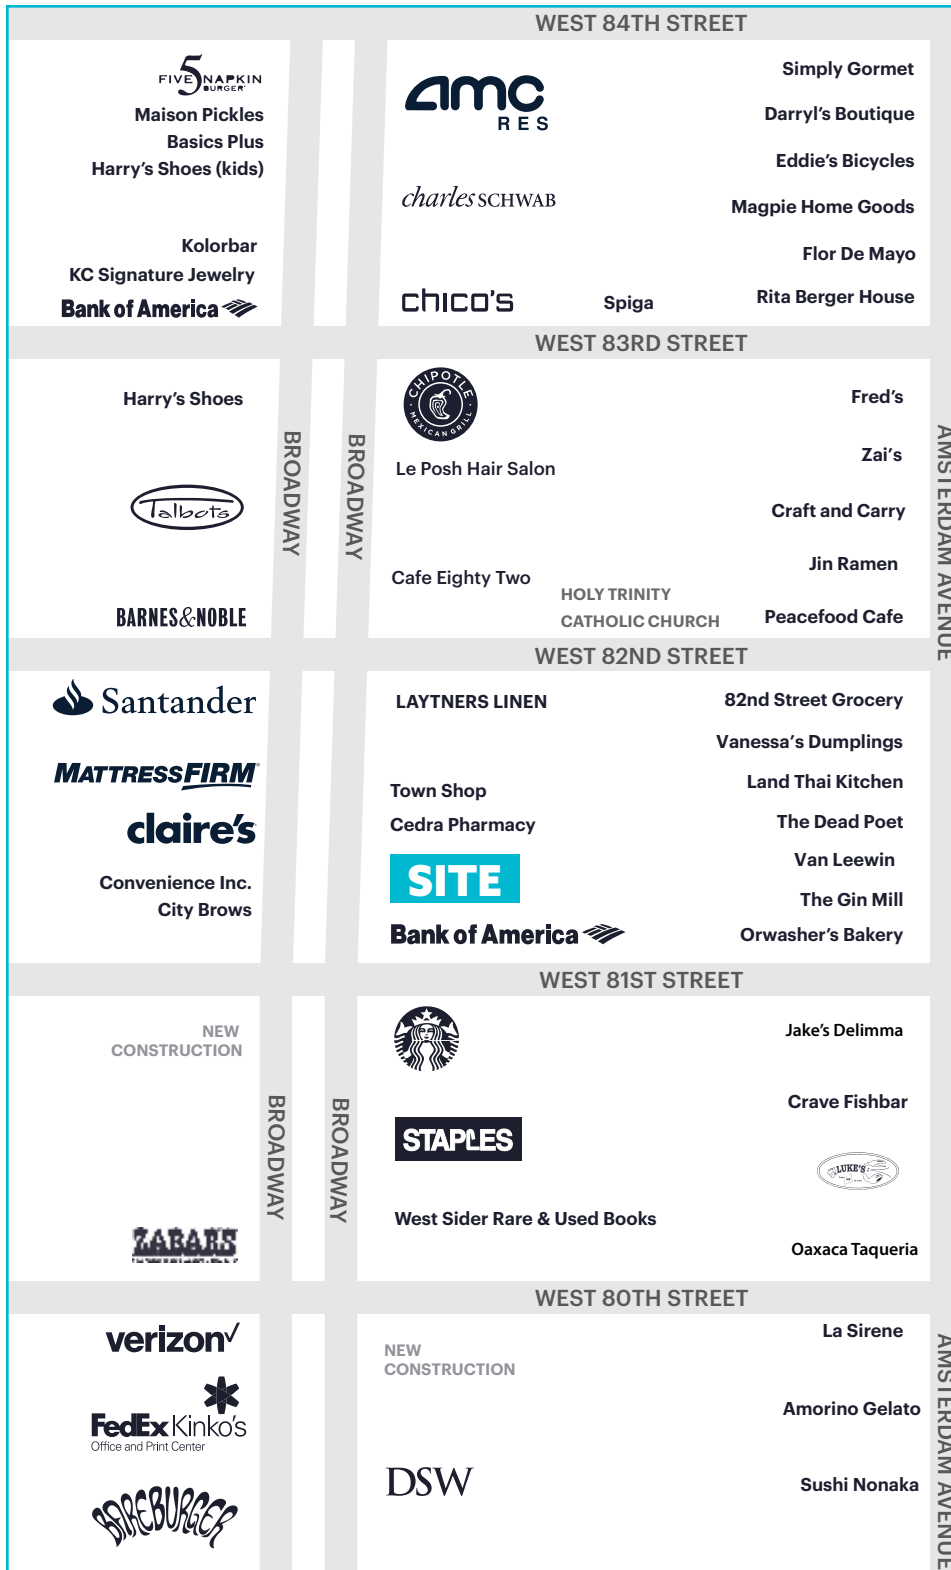 WEST 84TH STREET
5
FIVE NAPKIN
BURGER
Maison Pickles
Basics Plus
Harry's Shoes (kids)
Kolorbar
KC Signature Jewelry
Bank of America
amc
RES
charles SCHWAB
chico's
Spiga
Simply Gormet
Darryl's Boutique
Eddie's Bicycles
Magpie Home Goods
Flor De Mayo
Rita Berger House
WEST 83RD STREET
Harry's Shoes
Talbots
BARNES&NOBLE
BROADWAY
BROADWAY
CHIPOTLE
MEXICAN GRILL
Le Posh Hair Salon
Cafe Eighty Two
HOLY TRINITY
CATHOLIC CHURCH
Fred's
Zai's
Craft and Carry
Jin Ramen
Peacefood Cafe
AMSTERDAM AVENUE
WEST 82ND STREET
Santander
MATTRESSFIRM
claire's
Convenience Inc.
City Brows
LAYTNERS LINEN
Town Shop
Cedra Pharmacy
SITE
Bank of America
82nd Street Grocery
Vanessa's Dumplings
Land Thai Kitchen
The Dead Poet
Van Leewin
The Gin Mill
Orwasher's Bakery
WEST 81ST STREET
NEW
CONSTRUCTION
ZABARS
BROADWAY
BROADWAY
STAPLES
West Sider Rare & Used Books
Jake's Delimma
Crave Fishbar
LUKE'S
Oaxaca Taqueria
WEST 80TH STREET
verizon
FedEx Kinko's
Office and Print Center
BAREBURGER
NEW
CONSTRUCTION
DSW
La Sirene
Amorino Gelato
Sushi Nonaka
AMSTERDAM AVENUE